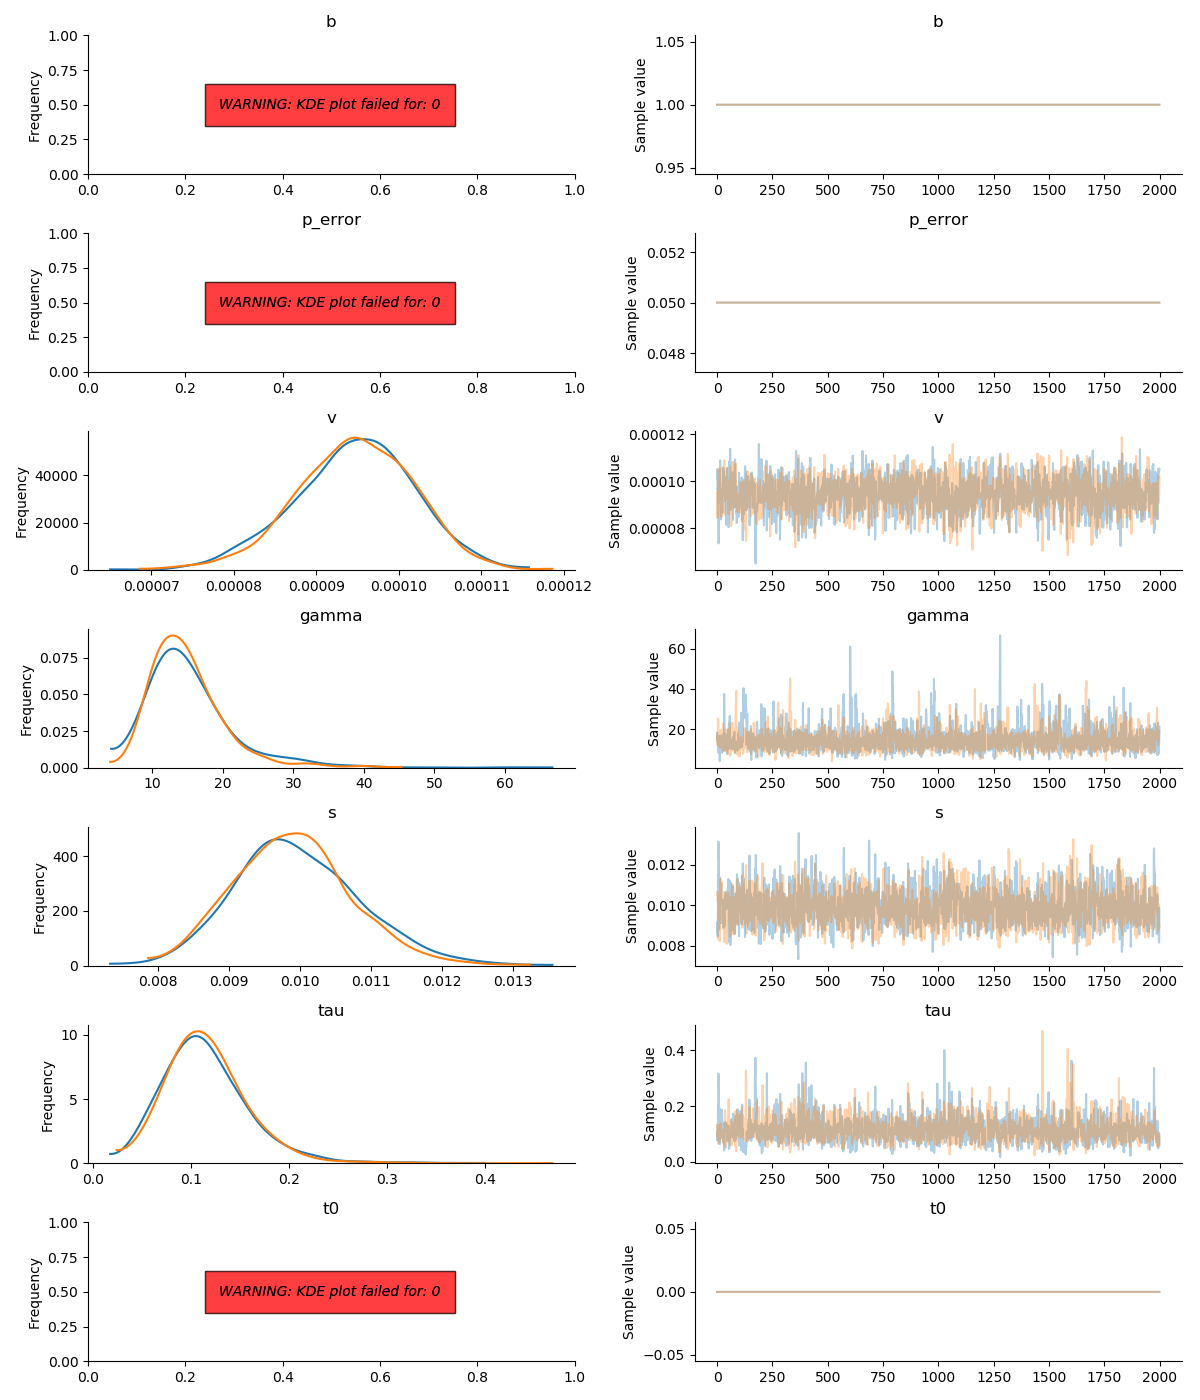 b
b
Frequency
1.00
0.75
0.50
0.25
0.00
WARNING: KDE plot failed for: 0
0.0 0.2 0.4 0.6 0.8 1.0
Sample value
1.05
1.00
0.95
0 250 500 750 1000 1250 1500 1750 2000
p_error
p_error
Frequency
1.00
0.75
0.50
0.25
0.00
WARNING: KDE plot failed for: 0
0.0 0.2 0.4 0.6 0.8 1.0
Sample value
0.052
0.050
0.048
0 250 500 750 1000 1250 1500 1750 2000
v
v
Frequency
40000
20000
0
0.00007 0.00008 0.00009 0.00010 0.00011 0.00012
Sample value
0.00012
0.00010
0.00008
0 250 500 750 1000 1250 1500 1750 2000
gamma
gamma
Frequency
0.075
0.050
0.025
0.000
10 20 30 40 50 60
Sample value
60
40
20
0 250 500 750 1000 1250 1500 1750 2000
s
s
Frequency
400
200
0
0.008 0.009 0.010 0.011 0.012 0.013
Sample value
0.012
0.010
0.008
0 250 500 750 1000 1250 1500 1750 2000
tau
tau
Frequency
10
5
0
0.0 0.1 0.2 0.3 0.4
Sample value
0.4
0.2
0.0
0 250 500 750 1000 1250 1500 1750 2000
t0
t0
Frequency
1.00
0.75
0.50
0.25
0.00
WARNING: KDE plot failed for: 0
0.0 0.2 0.4 0.6 0.8 1.0
Sample value
0.05
0.00
−0.05
0 250 500 750 1000 1250 1500 1750 2000